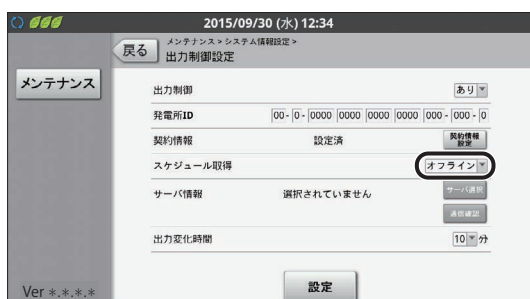 2015/09/30 (水) 12:34
戻る
メンテナンス > システム情報設定 >
出力制御設定
メンテナンス
出力制御 あり
発電所ID 00 - 0 - 0000 0000 0000 0000 000 - 000 - 0
契約情報 設定済 契約情報設定
スケジュール取得 オフライン
サーバ情報 選択されていません サーバ選択
通信確認
出力変化時間 10 分
設定
Ver *.*.*.*